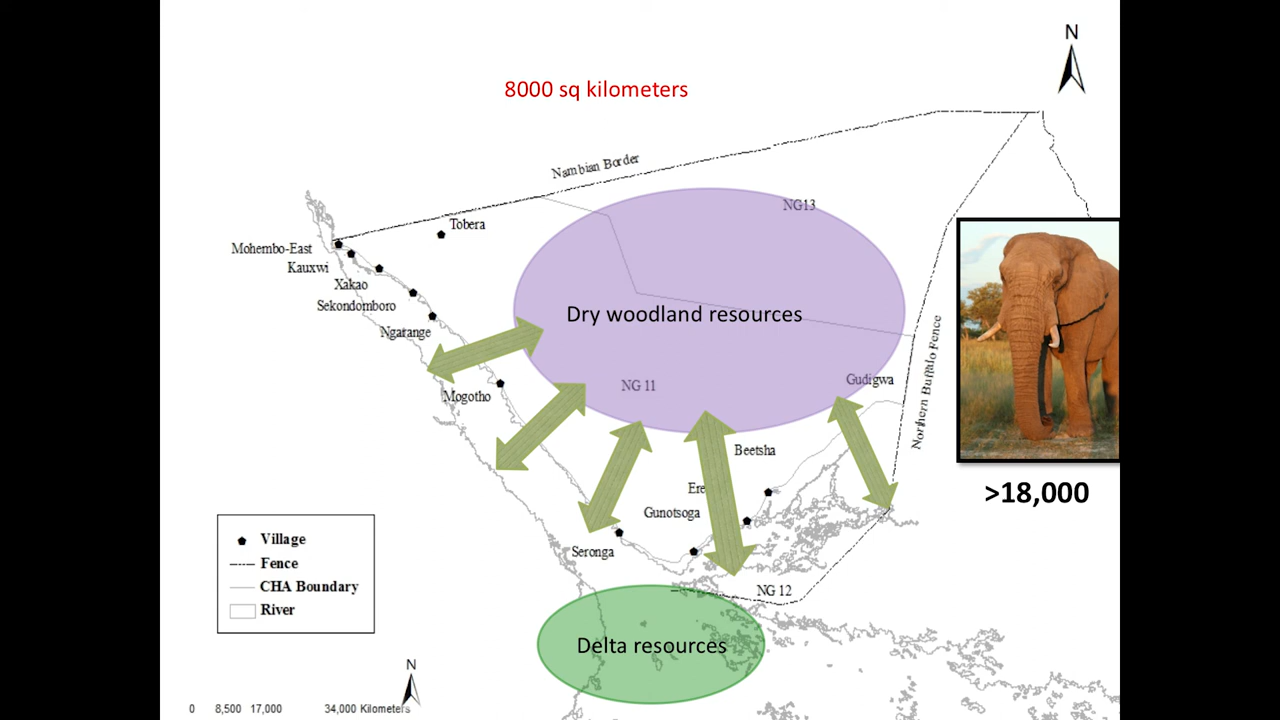 N
8000 sq kilometers
Nambian Border
NG13
Tobera
Mohembo-East
Kauxwi
Xakao
Sekondomboro
Ngarange
Dry woodland resources
Northern Buffalo Fence
NG 11
Gudigwa
Mogotho
Beetsha
Ere
>18,000
Gunotsoga
Seronga
Village
Fence
CHA Boundary
River
NG 12
Delta resources
N
0 8,500 17,000 34,000 Kilometers